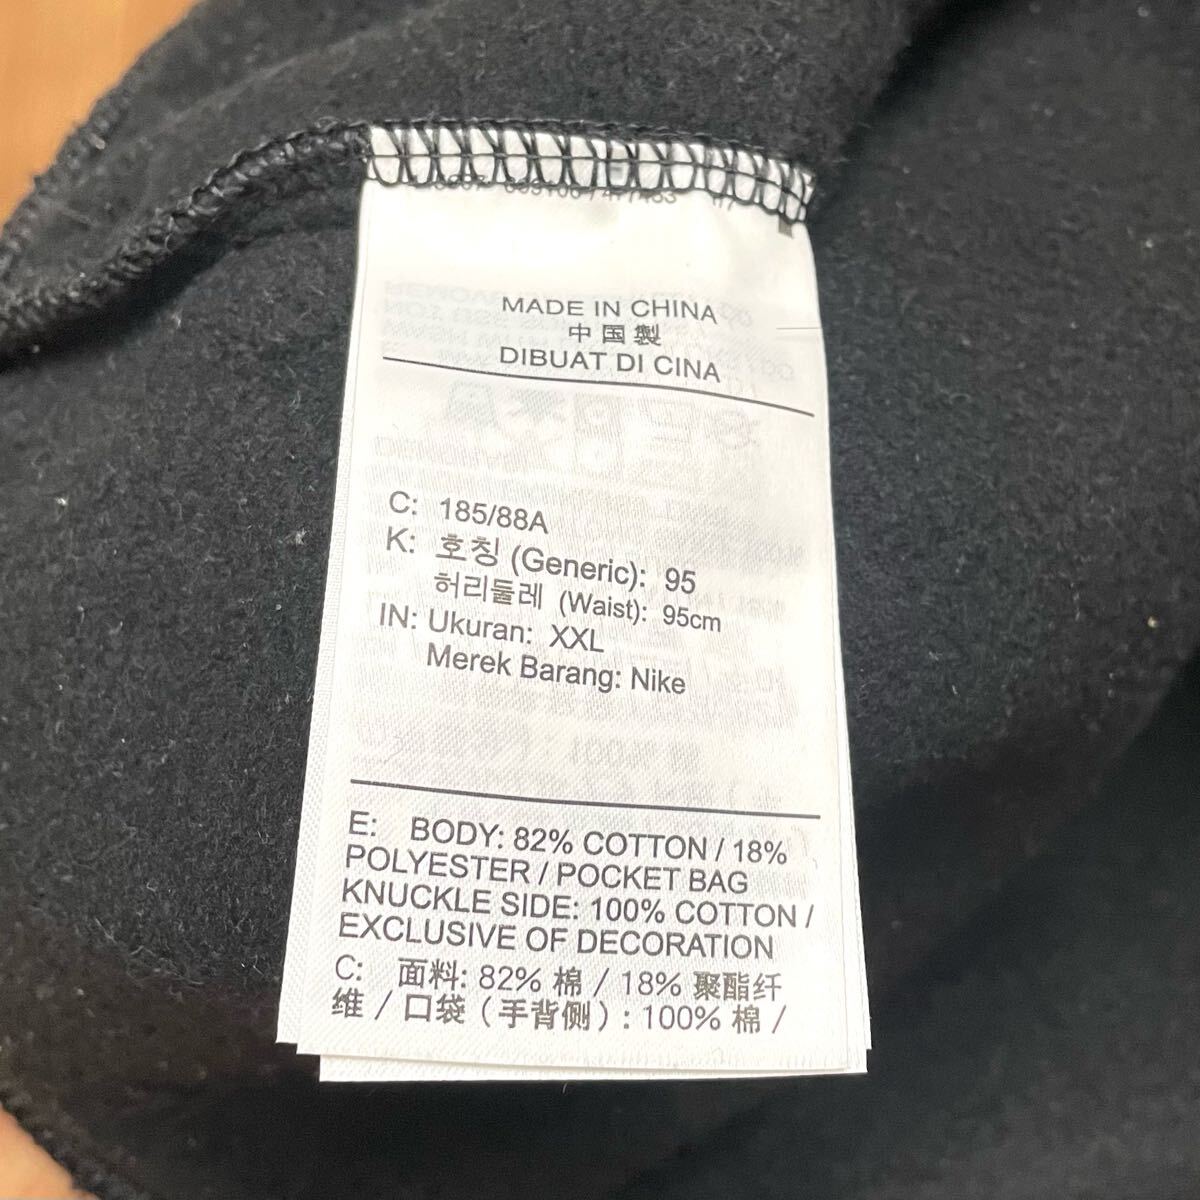 MADE IN CHINA
中国製
DIBUAT DI CINA
C: 185/88A
K: 호칭 (Generic): 95
허리둘레 (Waist): 95cm
IN: Ukuran: XXL
Merek Barang: Nike
E: BODY: 82% COTTON / 18%
POLYESTER / POCKET BAG
KNUCKLE SIDE: 100% COTTON /
EXCLUSIVE OF DECORATION
C: 面料: 82% 棉 / 18% 聚酯纤
维 / 口袋 (手背侧) : 100% 棉 /